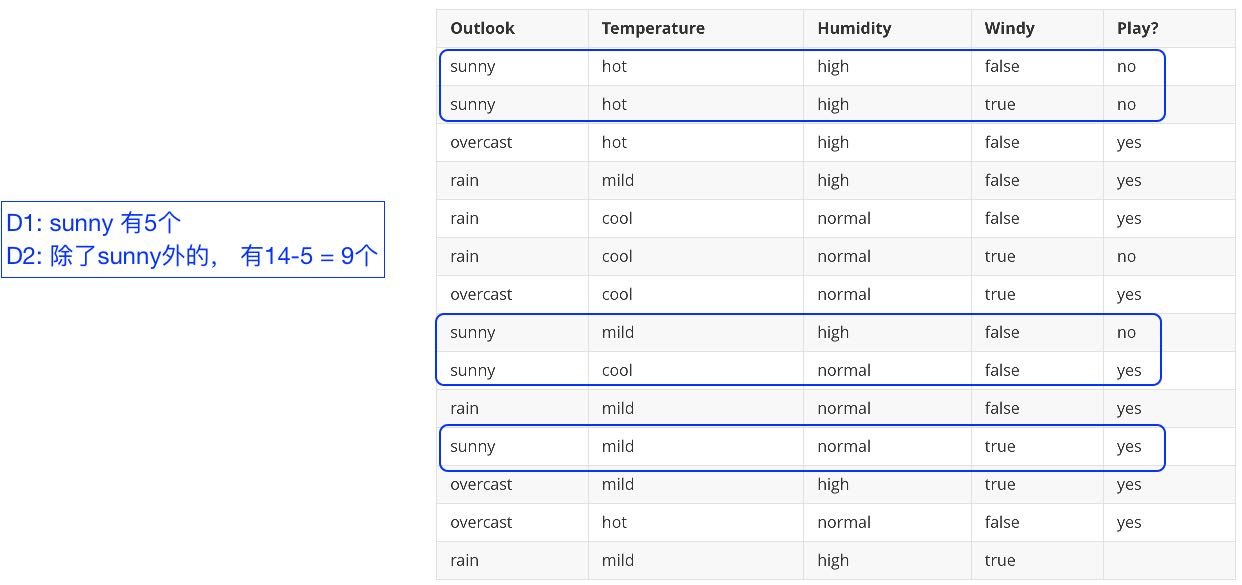 Outlook Temperature Humidity Windy Play?
sunny hot high false no
sunny hot high true no
overcast hot high false yes
rain mild high false yes
rain cool normal false yes
rain cool normal true no
overcast cool normal true yes
sunny mild high false no
sunny cool normal false yes
rain mild normal false yes
sunny mild normal true yes
overcast mild high true yes
overcast hot normal false yes
rain mild high true
D1: sunny 有5个
D2: 除了sunny外的， 有14-5 = 9个